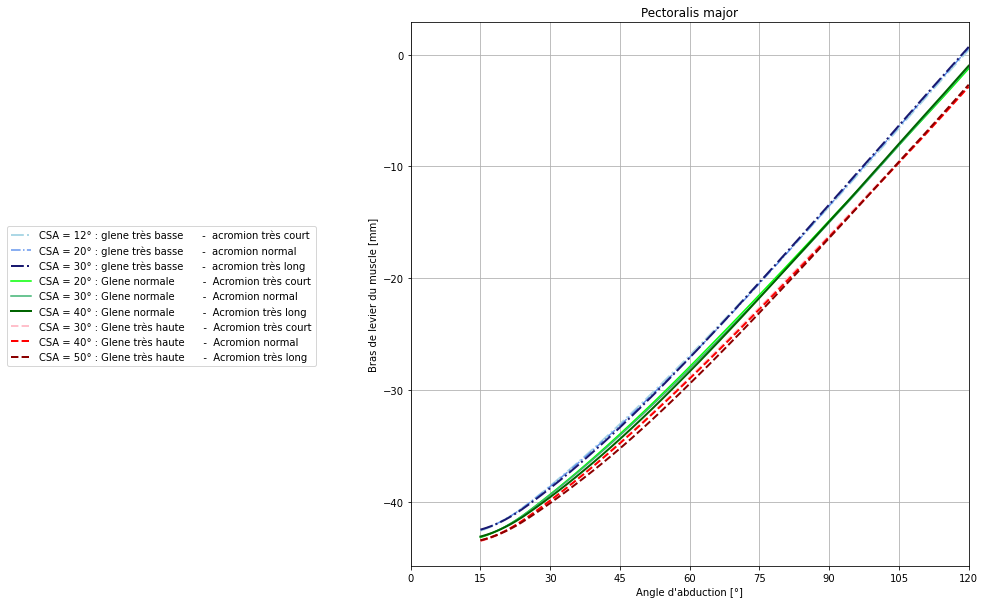 Pectoralis major
CSA = 12° : glene très basse - acromion très court
CSA = 20° : glene très basse - acromion normal
CSA = 30° : glene très basse - acromion très long
CSA = 20° : Glene normale - Acromion très court
CSA = 30° : Glene normale - Acromion normal
CSA = 40° : Glene normale - Acromion très long
CSA = 30° : Glene très haute - Acromion très court
CSA = 40° : Glene très haute - Acromion normal
CSA = 50° : Glene très haute - Acromion très long
Bras de levier du muscle [mm]
0
−10
−20
−30
−40
0 15 30 45 60 75 90 105 120
Angle d'abduction [°]